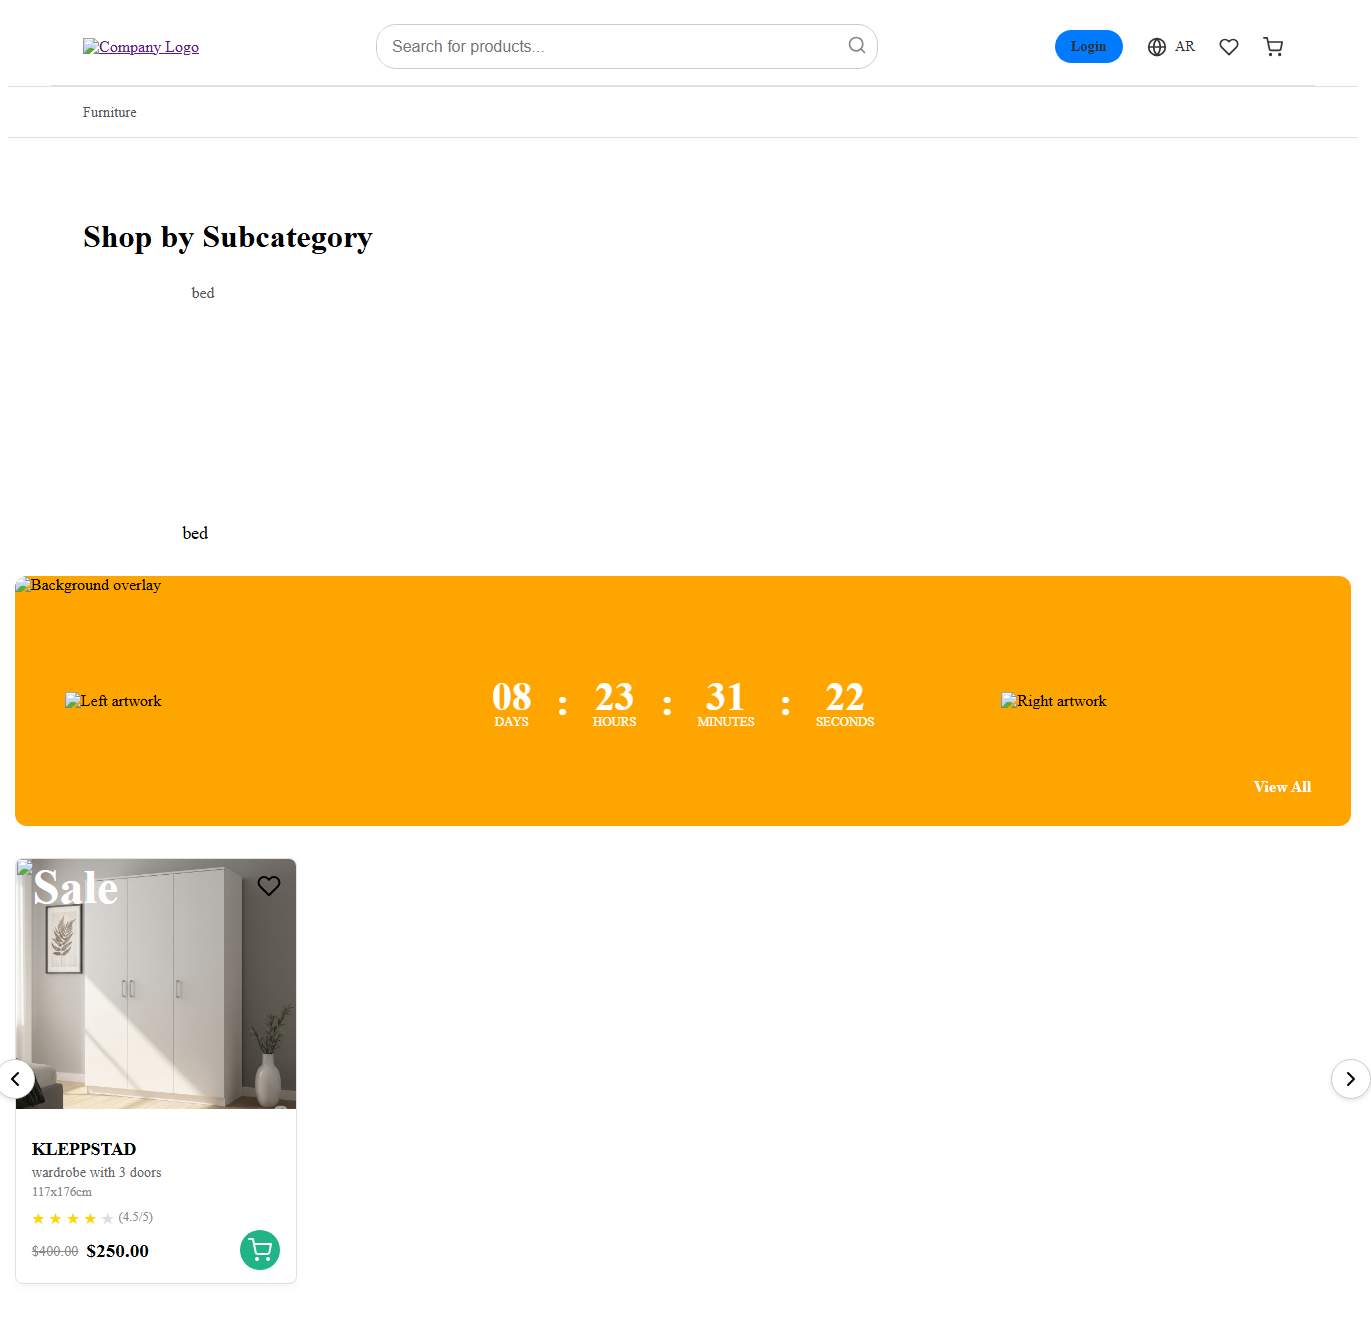 Company Logo
Search for products...
Login
AR
Furniture
Shop by Subcategory
bed
bed
Background overlay
Left artwork
08 : 23 : 31 : 22
DAYS HOURS MINUTES SECONDS
Right artwork
View All
Sale
KLEPPSTAD
wardrobe with 3 doors
117x176cm
★ ★ ★ ★ ★ (4.5/5)
$400.00 $250.00